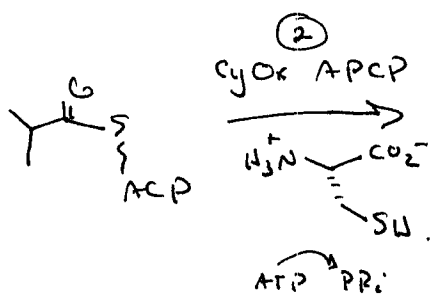 ②
CyOx APCP
O
S
ACP
H₃N⁺ CO₂⁻
SH.
ATP PPi